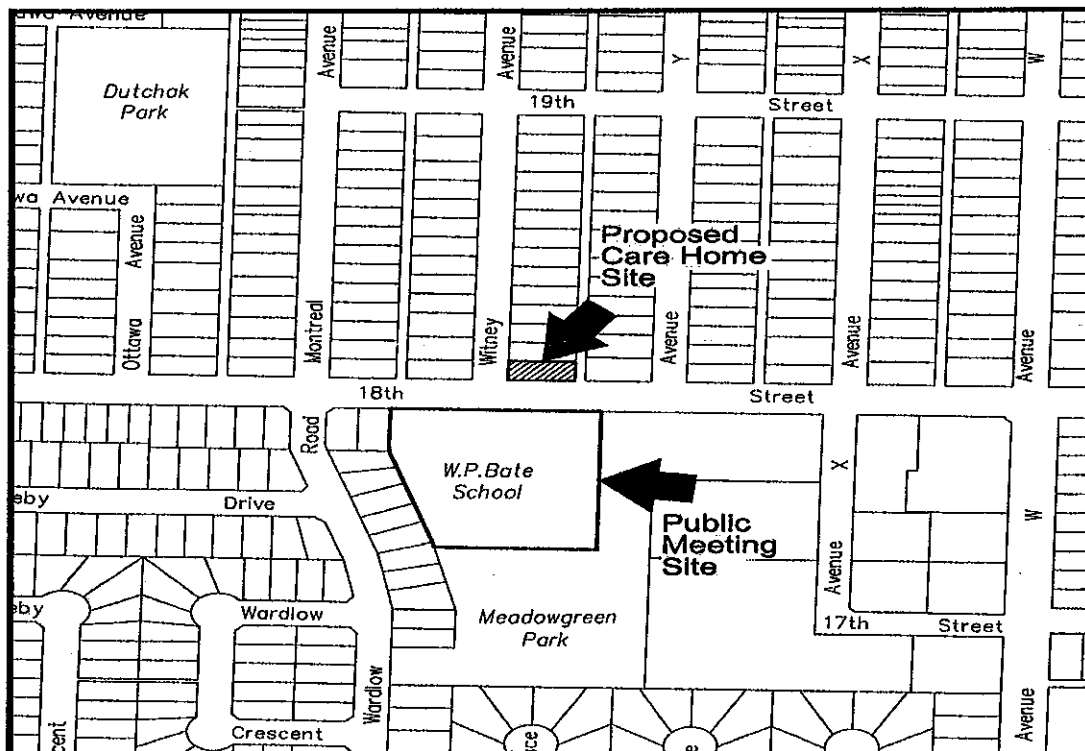 Avenue
Dutchak
Park
Avenue
Avenue
Y
X
W
19th Street
Avenue
Ottawa
Avenue
Montreal
Witney
Proposed
Care Home
Site
Avenue
Avenue
Avenue
18th Street
Road
W.P.Bate
School
X
Drive
Public
Meeting
Site
W
Avenue
Wardlow
Meadowgreen
Park
17th Street
Wardlow
Crescent
Avenue